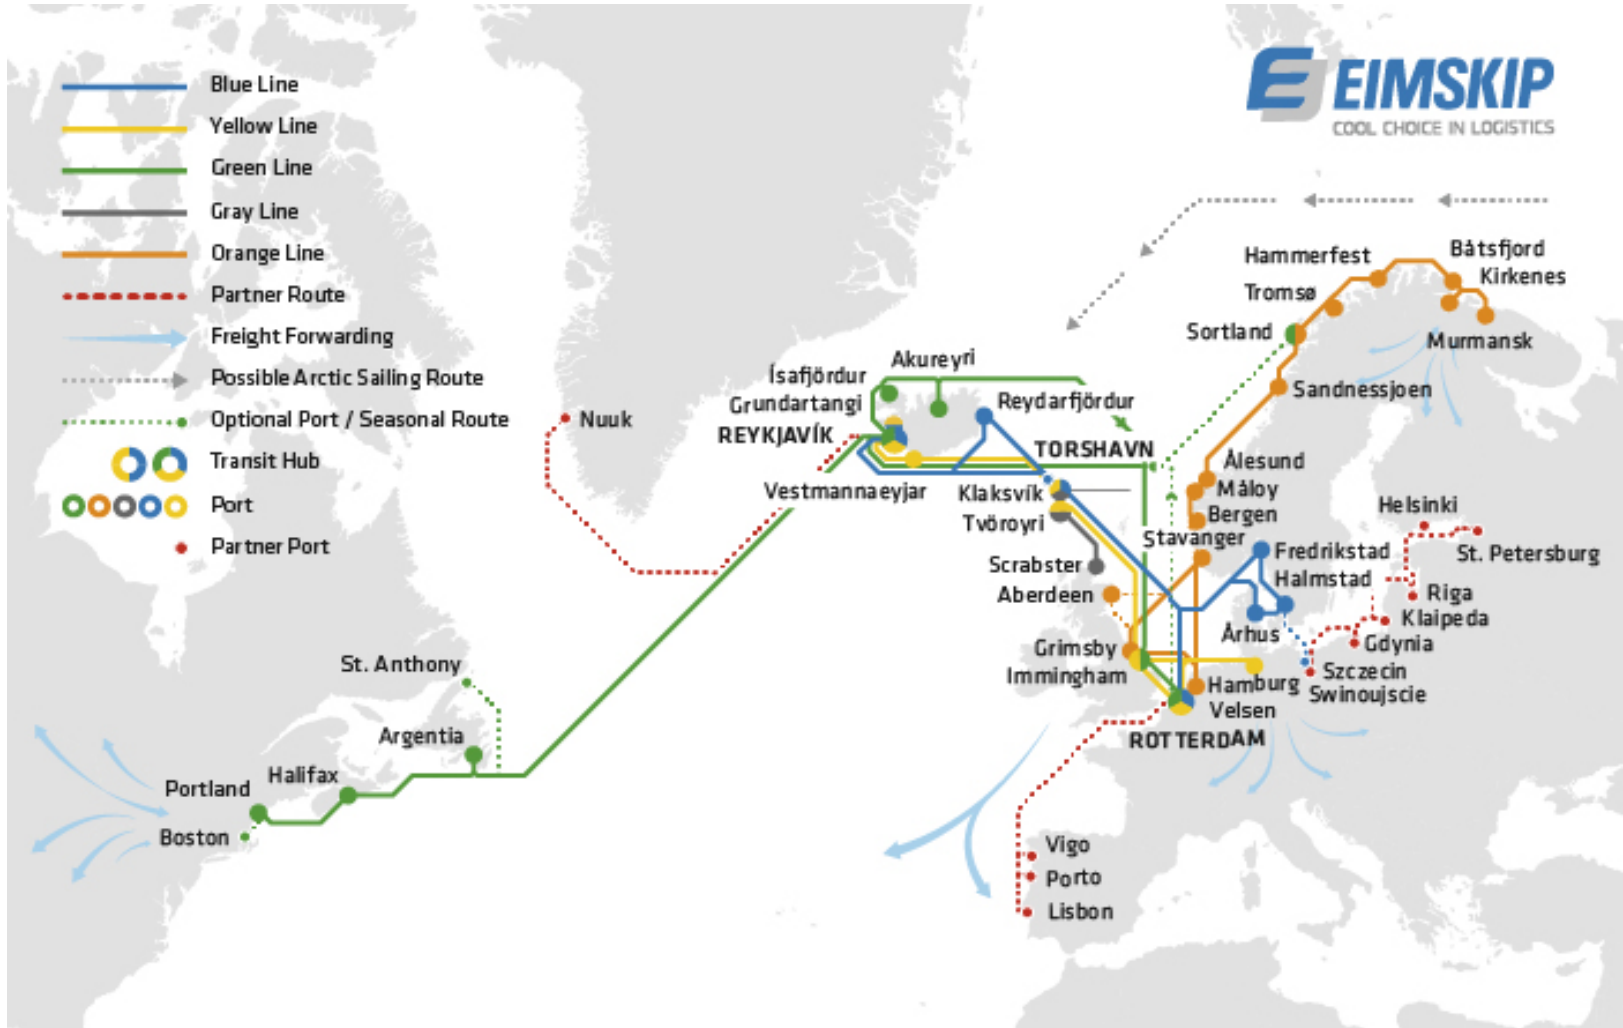 EIMSKIP
COOL CHOICE IN LOGISTICS
Blue Line
Yellow Line
Green Line
Gray Line
Orange Line
Partner Route
Freight Forwarding
Possible Arctic Sailing Route
Optional Port / Seasonal Route
Transit Hub
Port
Partner Port
Hammerfest
Båtsfjord
Kirkenes
Tromsø
Sortland
Murmansk
Sandnessjoen
Akureyri
Ísafjördur
Grundartangi
Reydarfjördur
REYKJAVÍK
Nuuk
TORSHAVN
Vestmannaeyjar
Klaksvík
Tvöroyri
Ålesund
Måloy
Bergen
Stavanger
Helsinki
St. Petersburg
Fredrikstad
Halmstad
Scrabster
Aberdeen
Riga
Klaipeda
Århus
Gdynia
Grimsby
Immingham
Szczecin
Swinoujscie
Hamburg
Velsen
ROTTERDAM
St. Anthony
Argentia
Halifax
Portland
Boston
Vigo
Porto
Lisbon